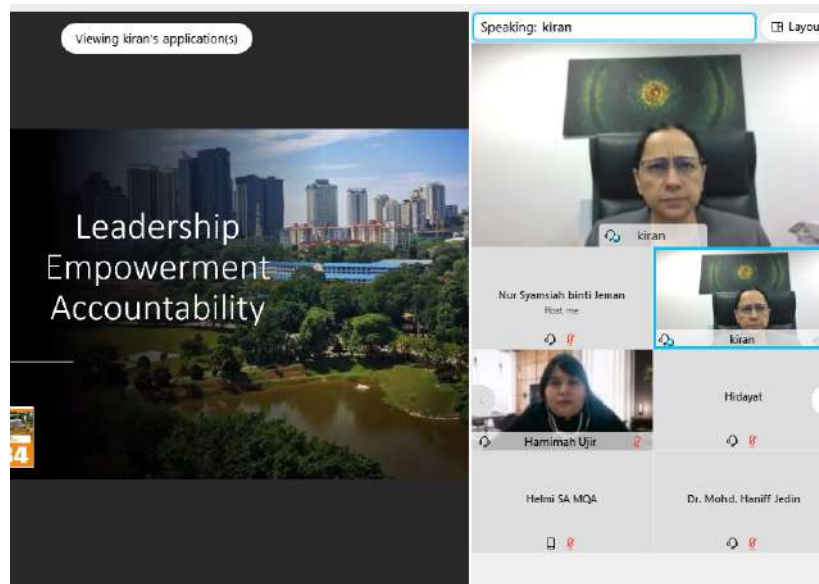 Viewing kiran's application(s)
Leadership
Empowerment
Accountability
Speaking: kiran
Layou
kiran
Nur Syamsiah binti Jeman
Host, me
kiran
Hamimah Ujir
Hidayat
Helmi SA MQA
Dr. Mohd. Haniff Jedin